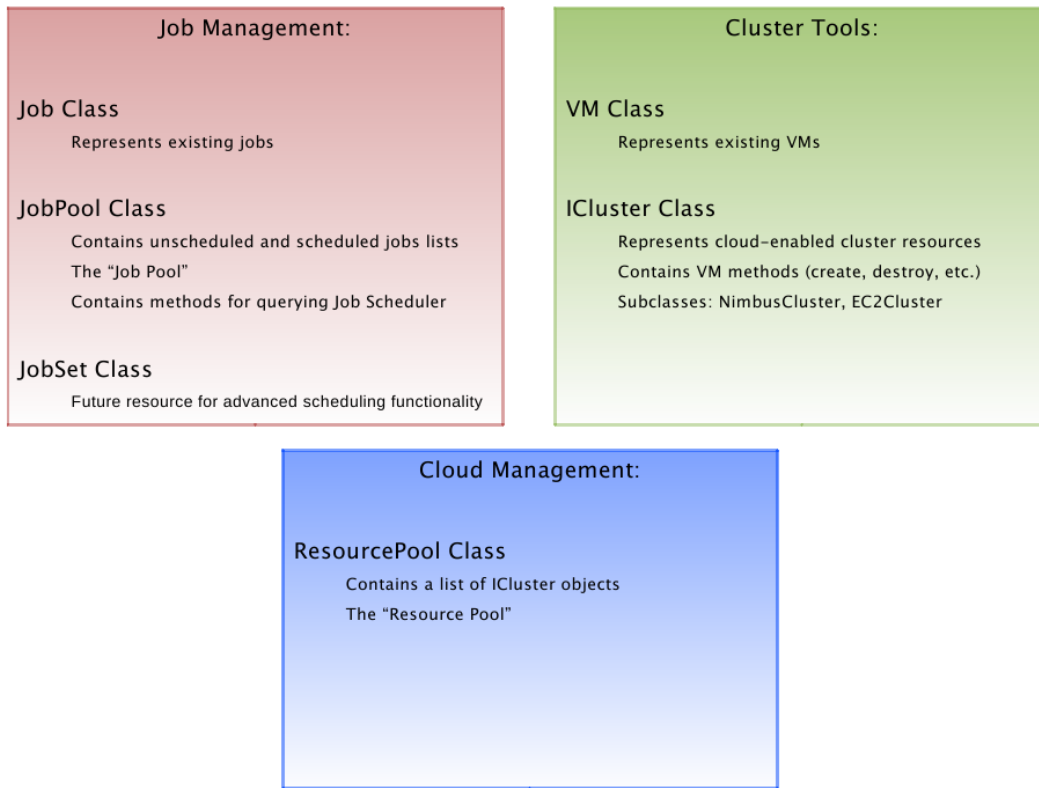 Job Management:
Job Class
Represents existing jobs
JobPool Class
Contains unscheduled and scheduled jobs lists
The “Job Pool”
Contains methods for querying Job Scheduler
JobSet Class
Future resource for advanced scheduling functionality
Cluster Tools:
VM Class
Represents existing VMs
ICluster Class
Represents cloud-enabled cluster resources
Contains VM methods (create, destroy, etc.)
Subclasses: NimbusCluster, EC2Cluster
Cloud Management:
ResourcePool Class
Contains a list of ICluster objects
The “Resource Pool”